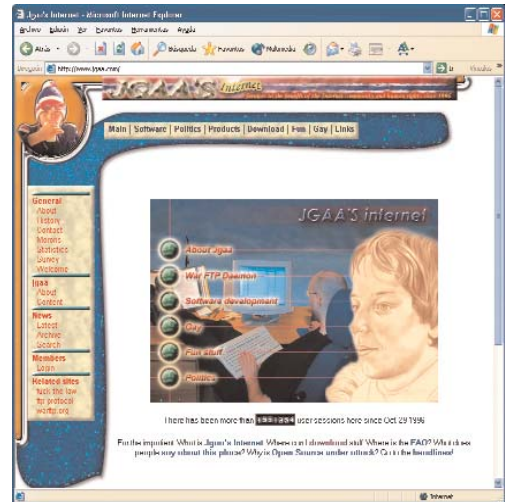 Jgaa's Internet - Microsoft Internet Explorer
Archivo Edición Ver Favoritos Herramientas Ayuda
Atrás Búsqueda Favoritos Multimedia
Dirección http://www.jgaa.com/ Ir Vínculos »
JGAA'S Internet
Main | Software | Politics | Products | Download | Fun | Gay | Links
General
About
History
Contact
Morons
Statistics
Survey
Welcome
Jgaa
About
Content
News
Latest
Archive
Search
Members
Login
Related sites
fuck the law
ftp protocol
warftp.org
JGAA'S internet
About Jgaa
War FTP Daemon
Software development
Gay
Fun stuff
Politics
There has been more than user sessions here since Oct 29 1996
For the impatient: What is Jgaa's Internet. Where can I download stuff. Where is the FAQ? What does
people say about this place? Why is Open Source under attack? Go to the headlines!
Internet